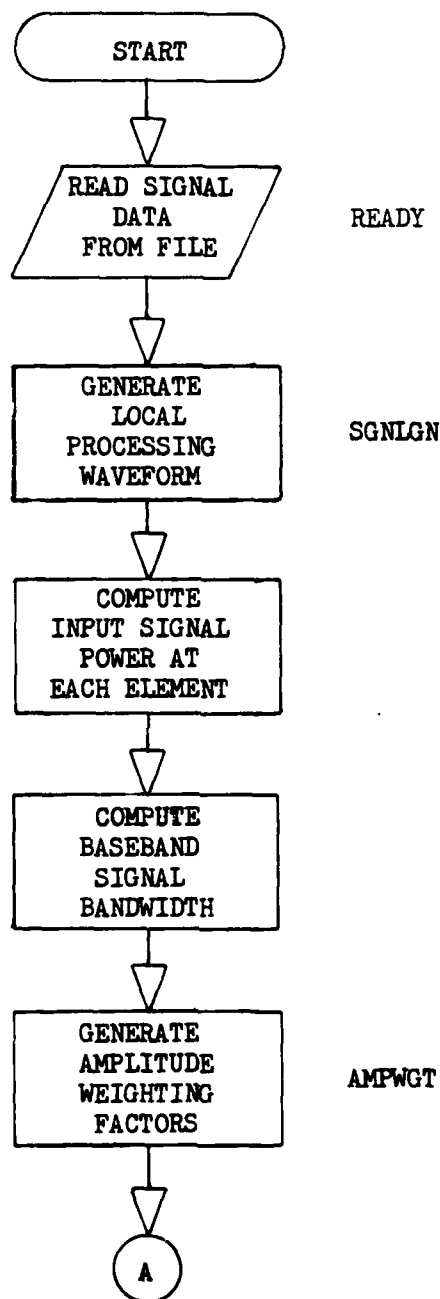 START
READ SIGNAL
DATA
FROM FILE
READY
GENERATE
LOCAL
PROCESSING
WAVEFORM
SGNLGN
COMPUTE
INPUT SIGNAL
POWER AT
EACH ELEMENT
COMPUTE
BASEBAND
SIGNAL
BANDWIDTH
GENERATE
AMPLITUDE
WEIGHTING
FACTORS
AMPWGT
A